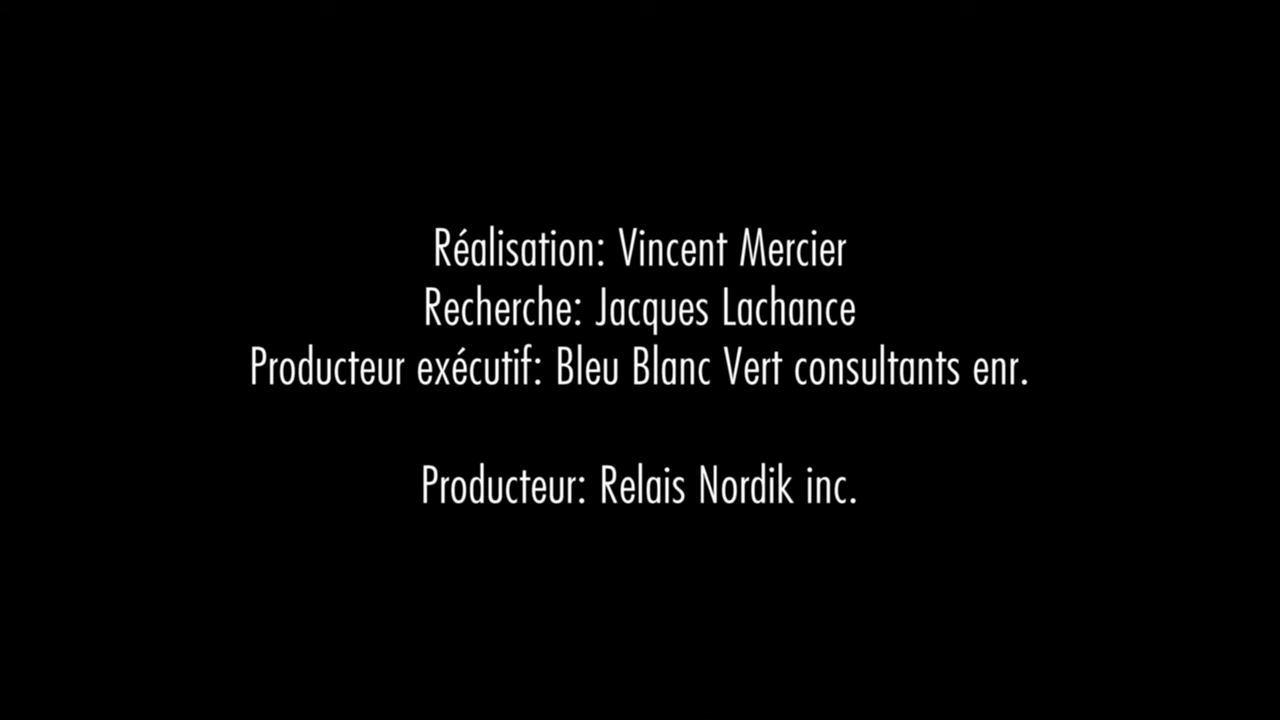 Réalisation: Vincent Mercier
Recherche: Jacques Lachance
Producteur exécutif: Bleu Blanc Vert consultants enr.
Producteur: Relais Nordik inc.